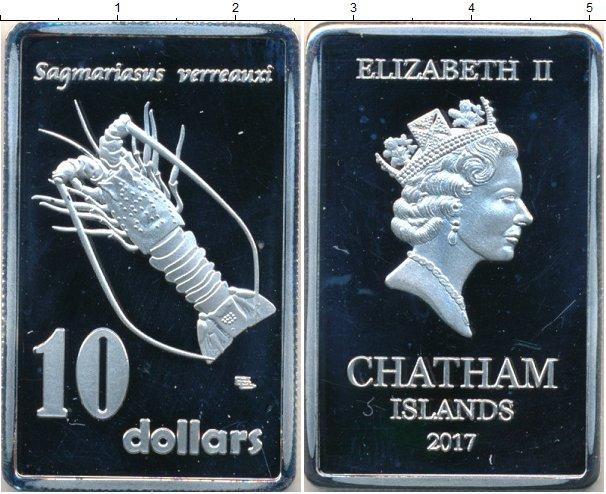 1 2 3 4 5
Sagmariasus verreauxi
10
dollars
ELIZABETH II
CHATHAM
ISLANDS
2017